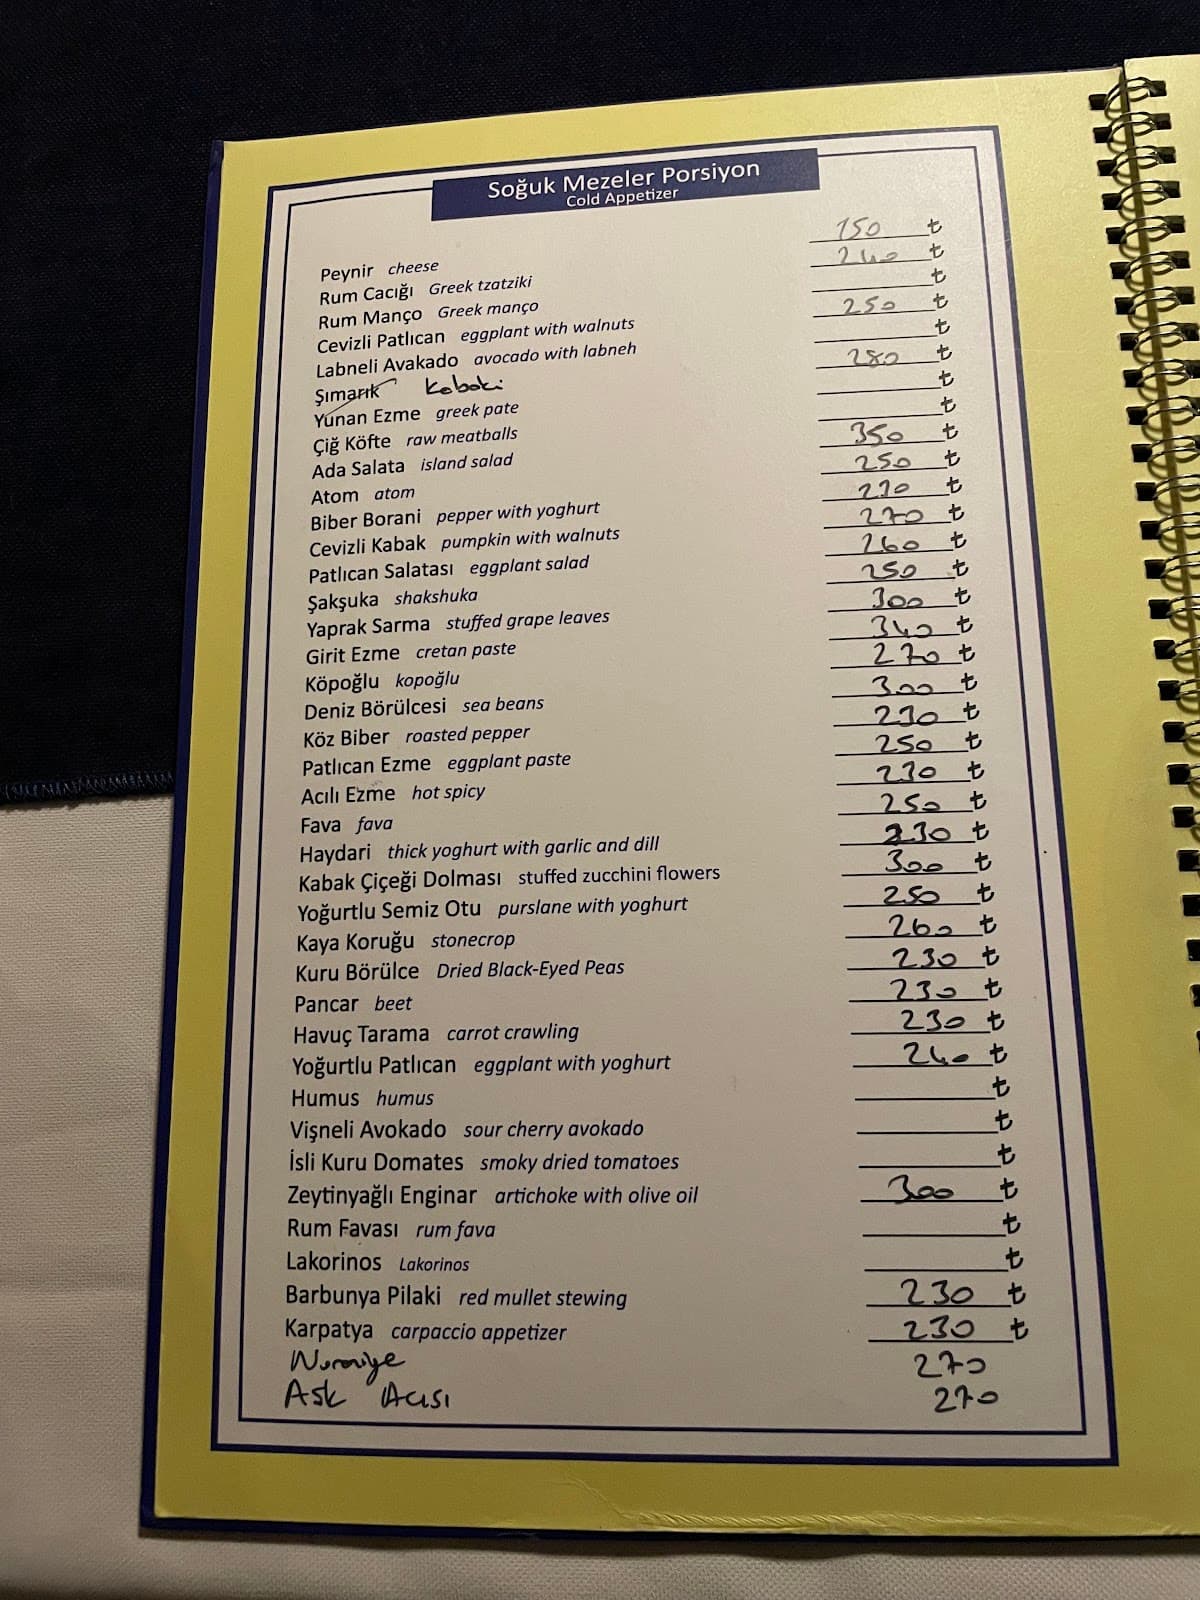 Soğuk Mezeler Porsiyon
Cold Appetizer
Peynir cheese 150 ₺
Rum Cacığı Greek tzatziki 240 ₺
Rum Manço Greek manço ₺
Cevizli Patlıcan eggplant with walnuts 250 ₺
Labneli Avakado avocado with labneh ₺
Şımarık Kabaki 280 ₺
Yunan Ezme greek pate ₺
Çiğ Köfte raw meatballs ₺
Ada Salata island salad 350 ₺
Atom atom 250 ₺
Biber Borani pepper with yoghurt 230 ₺
Cevizli Kabak pumpkin with walnuts 270 ₺
Patlıcan Salatası eggplant salad 260 ₺
Şakşuka shakshuka 250 ₺
Yaprak Sarma stuffed grape leaves 300 ₺
Girit Ezme cretan paste 340 ₺
Köpoğlu kopoğlu 270 ₺
Deniz Börülcesi sea beans 300 ₺
Köz Biber roasted pepper 230 ₺
Patlıcan Ezme eggplant paste 250 ₺
Acılı Ezme hot spicy 230 ₺
Fava fava 250 ₺
Haydari thick yoghurt with garlic and dill 230 ₺
Kabak Çiçeği Dolması stuffed zucchini flowers 300 ₺
Yoğurtlu Semiz Otu purslane with yoghurt 250 ₺
Kaya Koruğu stonecrop 260 ₺
Kuru Börülce Dried Black-Eyed Peas 230 ₺
Pancar beet 230 ₺
Havuç Tarama carrot crawling 230 ₺
Yoğurtlu Patlıcan eggplant with yoghurt 240 ₺
Humus humus ₺
Vişneli Avokado sour cherry avokado ₺
İsli Kuru Domates smoky dried tomatoes ₺
Zeytinyağlı Enginar artichoke with olive oil 300 ₺
Rum Favası rum fava ₺
Lakorinos Lakorinos ₺
Barbunya Pilaki red mullet stewing 230 ₺
Karpatya carpaccio appetizer 230 ₺
270
Ask Acısı 270